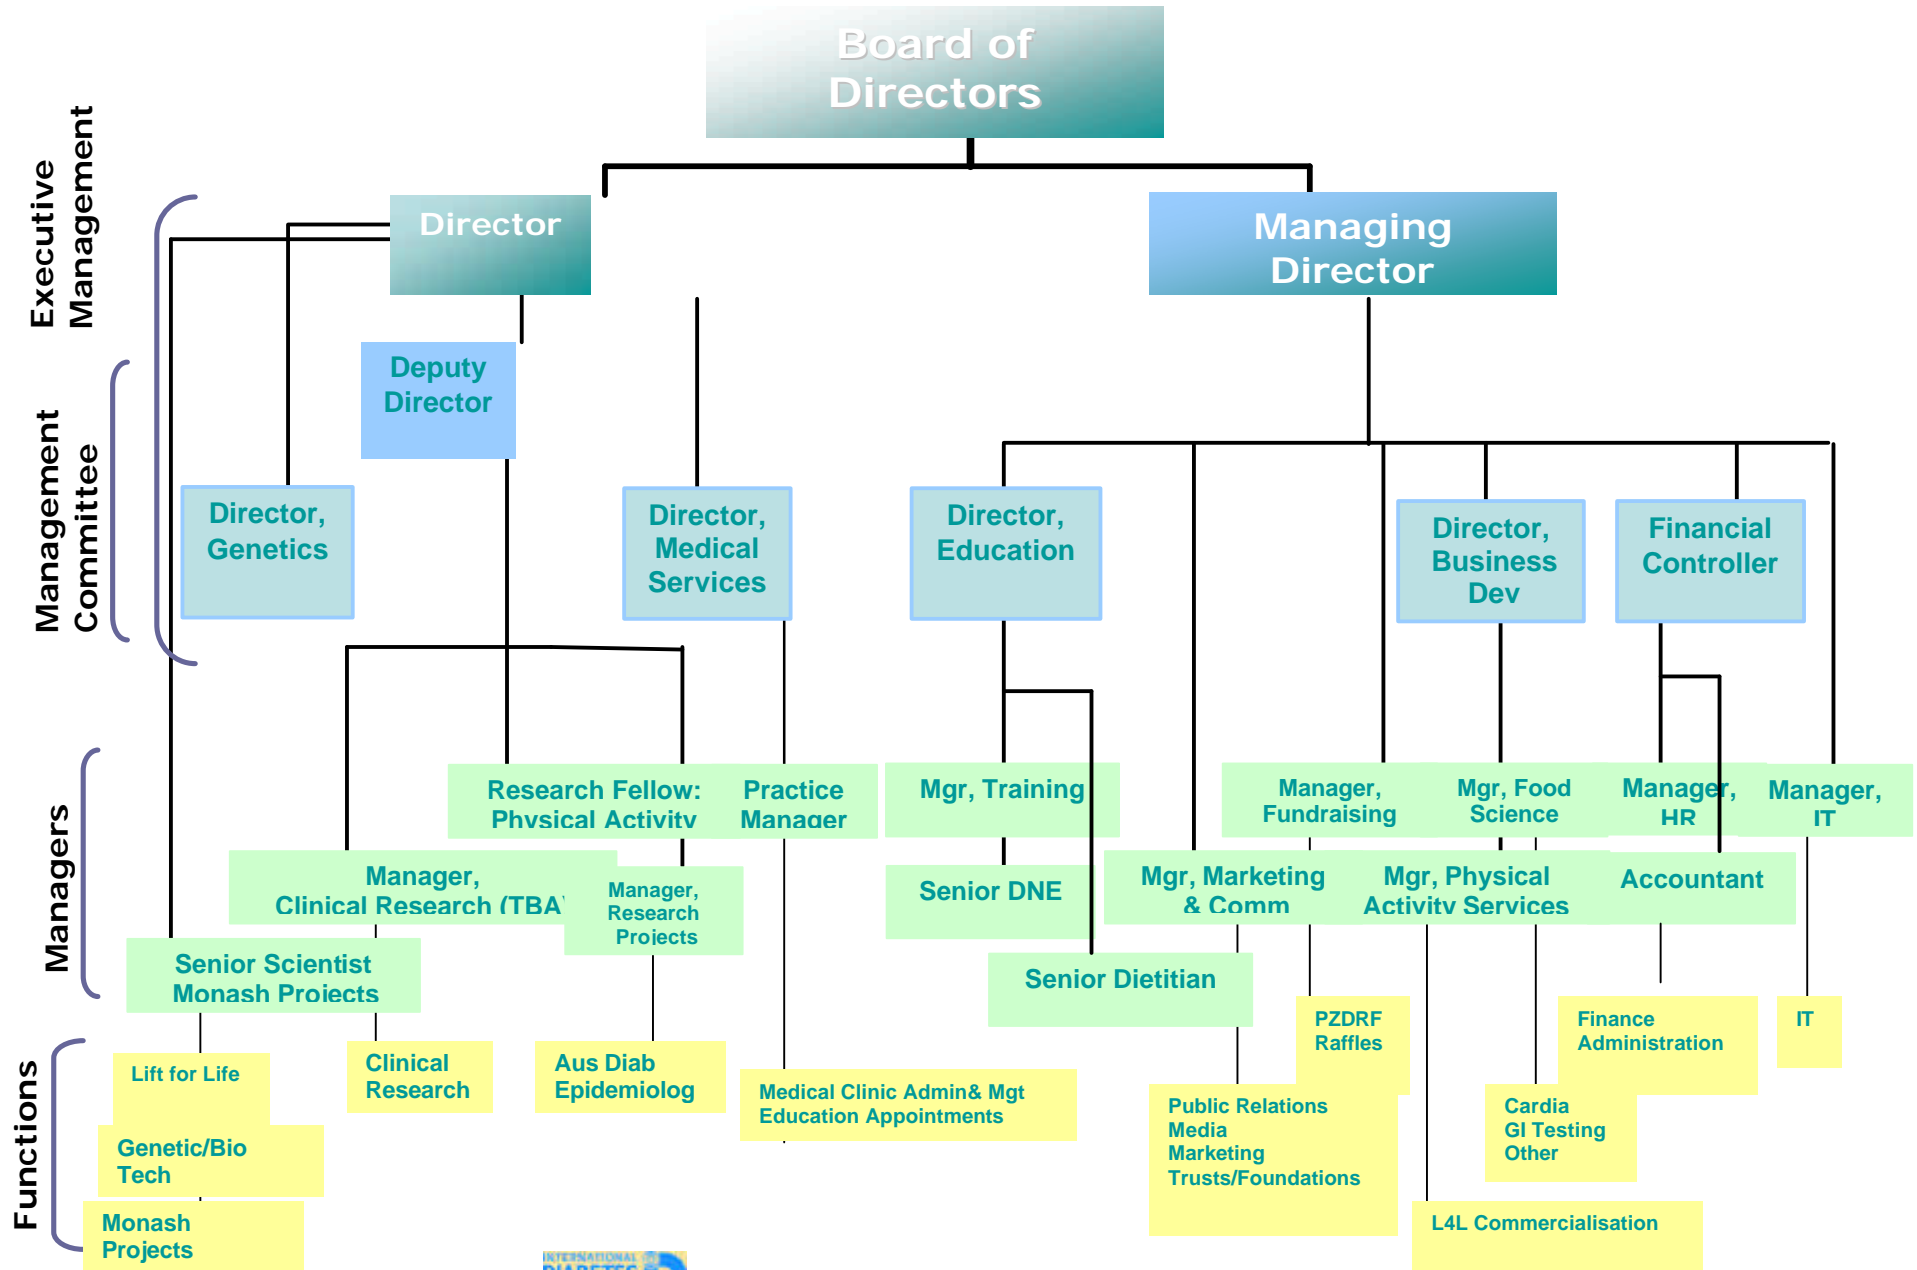 Board of
Directors
Executive
Management
Director
Managing
Director
Deputy
Director
Management
Committee
Director,
Genetics
Director,
Medical
Services
Director,
Education
Director,
Business
Dev
Financial
Controller
Managers
Research Fellow:
Physical Activity
Practice
Manager
Mgr, Training
Manager,
Fundraising
Mgr, Food
Science
Manager,
HR
Manager,
IT
Manager,
Clinical Research (TBA)
Manager,
Research
Projects
Senior DNE
Mgr, Marketing
& Comm
Mgr, Physical
Activity Services
Accountant
Senior Scientist
Monash Projects
Senior Dietitian
Functions
Lift for Life
Clinical
Research
Aus Diab
Epidemiolog
Medical Clinic Admin& Mgt
Education Appointments
PZDRF
Raffles
Finance
Administration
IT
Public Relations
Media
Marketing
Trusts/Foundations
Cardia
GI Testing
Other
Genetic/Bio
Tech
Monash
Projects
L4L Commercialisation
INTERNATIONAL
DIABETES